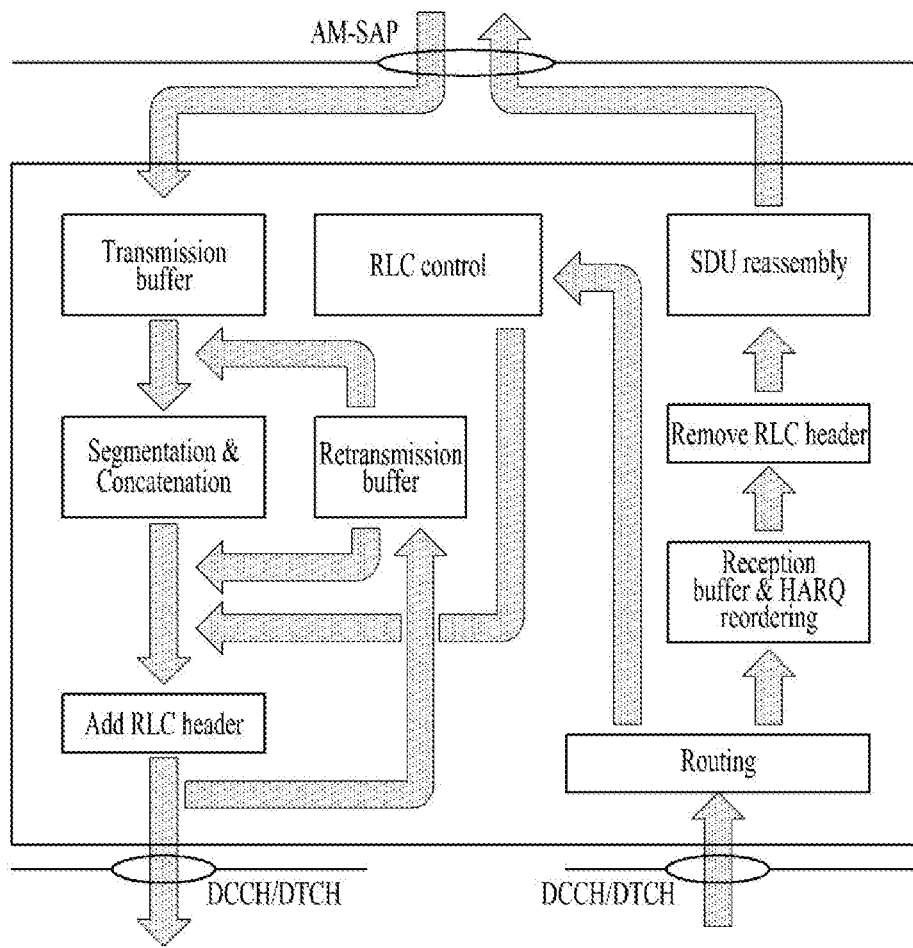 AM-SAP
Transmission
buffer
RLC control
SDU reassembly
Segmentation &
Concatenation
Retransmission
buffer
Remove RLC header
Reception
buffer & HARQ
reordering
Add RLC header
Routing
DCCH/DTCH
DCCH/DTCH